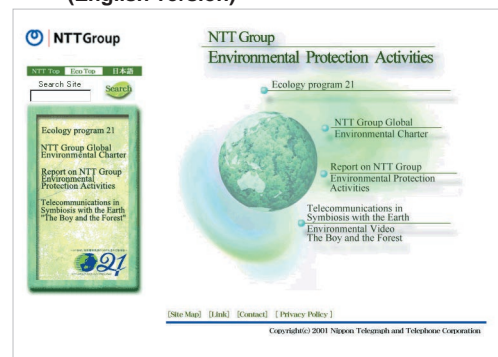 (English version)
NTTGroup
NTT Top Eco Top 日本語
Search Site
Search
Ecology program 21
NTT Group Global
Environmental Charter
Report on NTT Group
Environmental
Protection Activities
Telecommunications in
Symbiosis with the Earth
"The Boy and the Forest"
21
NTT Group
Environmental Protection Activities
Ecology program 21
NTT Group Global
Environmental Charter
Report on NTT Group
Environmental Protection
Activities
Telecommunications in
Symbiosis with the Earth
Environmental Video
The Boy and the Forest
[Site Map] [Link] [Contact] [ Privacy Policy ]
Copyright(c) 2001 Nippon Telegraph and Telephone Corporation